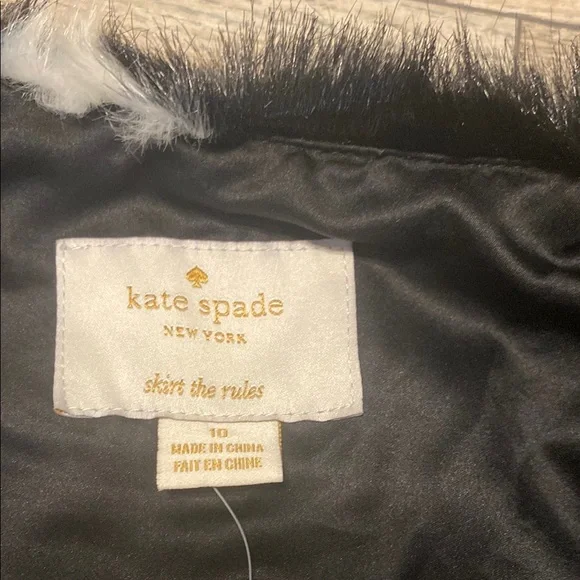 kate spade
NEW YORK
skirt the rules
10
MADE IN CHINA
FAIT EN CHINE